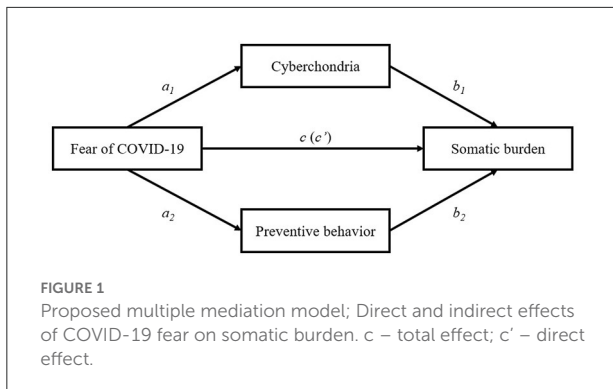 Cyberchondria
a₁
b₁
c (c’)
Fear of COVID-19
Somatic burden
a₂
b₂
Preventive behavior
FIGURE 1
Proposed multiple mediation model; Direct and indirect effects
of COVID-19 fear on somatic burden. c – total effect; c’ – direct
effect.